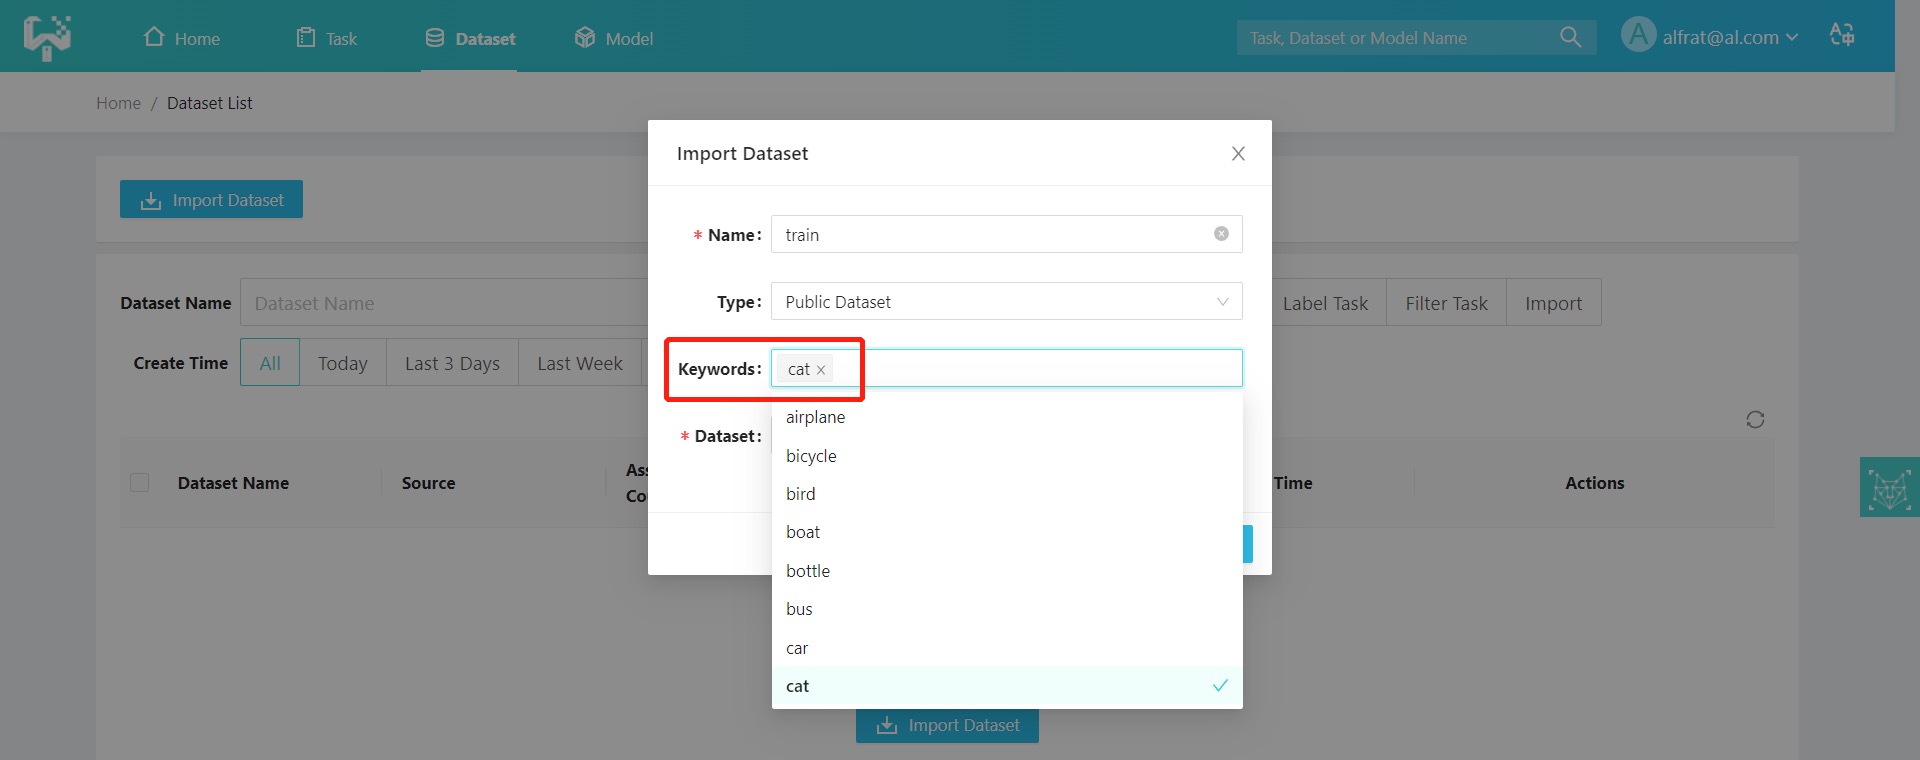 Home Task Dataset Model Task, Dataset or Model Name A alfrat@al.com
Home / Dataset List
Import Dataset
Import Dataset
* Name: train
Dataset Name Dataset Name Type: Public Dataset Label Task Filter Task Import
Create Time All Today Last 3 Days Last Week Keywords: cat ×
airplane
* Dataset:
bicycle
Dataset Name Source Time Actions
bird
boat
bottle
bus
car
cat
Import Dataset